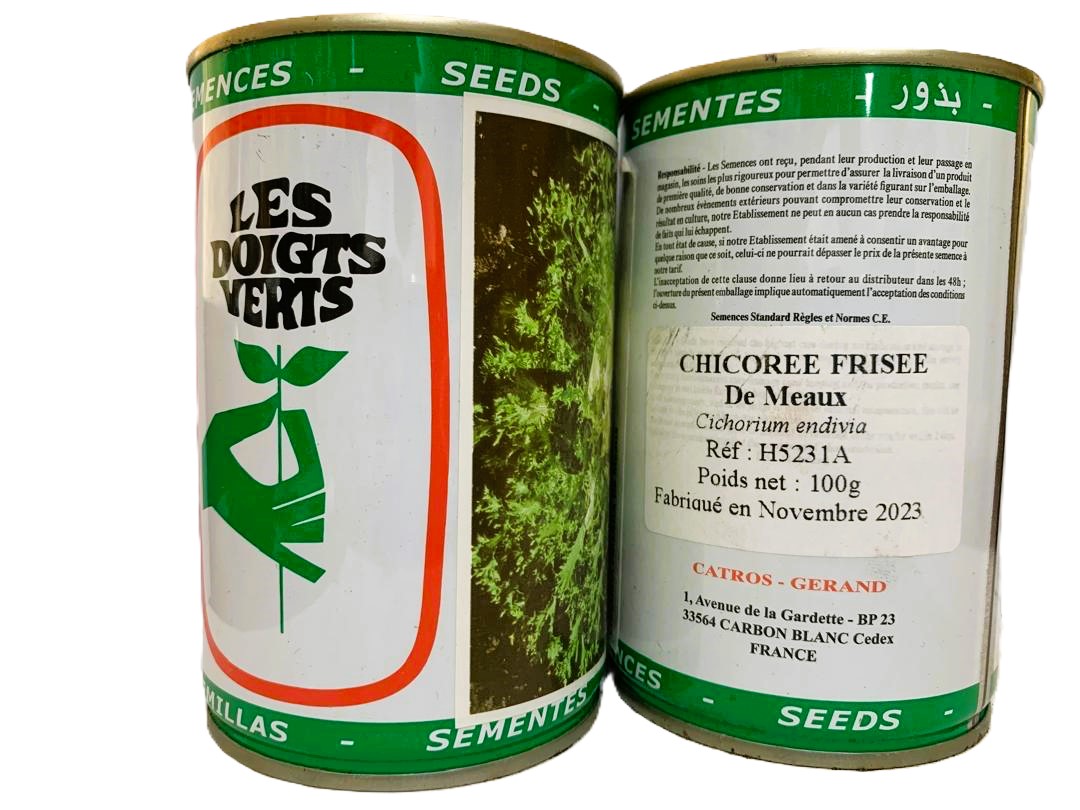 SEEDS -
LES
DOIGTS
VERTS
- SEMENTES
SEMENTES - بذور -
Responsabilité - Les Semences ont reçu, pendant leur production et leur passage en
magasin, les soins les plus rigoureux pour permettre d'assurer la livraison d'un produit
de première qualité, de bonne conservation et dans la variété figurant sur l'emballage.
De nombreux évènements extérieurs pouvant compromettre leur conservation et le
résultat en culture, notre Etablissement ne peut en aucun cas prendre la responsabilité
de faits qui lui échappent.
En tout état de cause, si notre Etablissement était amené à consentir un avantage pour
quelque raison que ce soit, celui-ci ne pourrait dépasser le prix de la présente semence à
notre tarif.
L'inacceptation de cette clause donne lieu à retour au distributeur dans les 48h ;
l'ouverture du présent emballage implique automatiquement l'acceptation des conditions
ci-dessus.
Semences Standard Règles et Normes C.E.
CHICOREE FRISEE
De Meaux
Cichorium endivia
Réf : H5231A
Poids net : 100g
Fabriqué en Novembre 2023
CATROS - GERAND
1, Avenue de la Gardette - BP 23
33564 CARBON BLANC Cedex
FRANCE
- SEEDS -